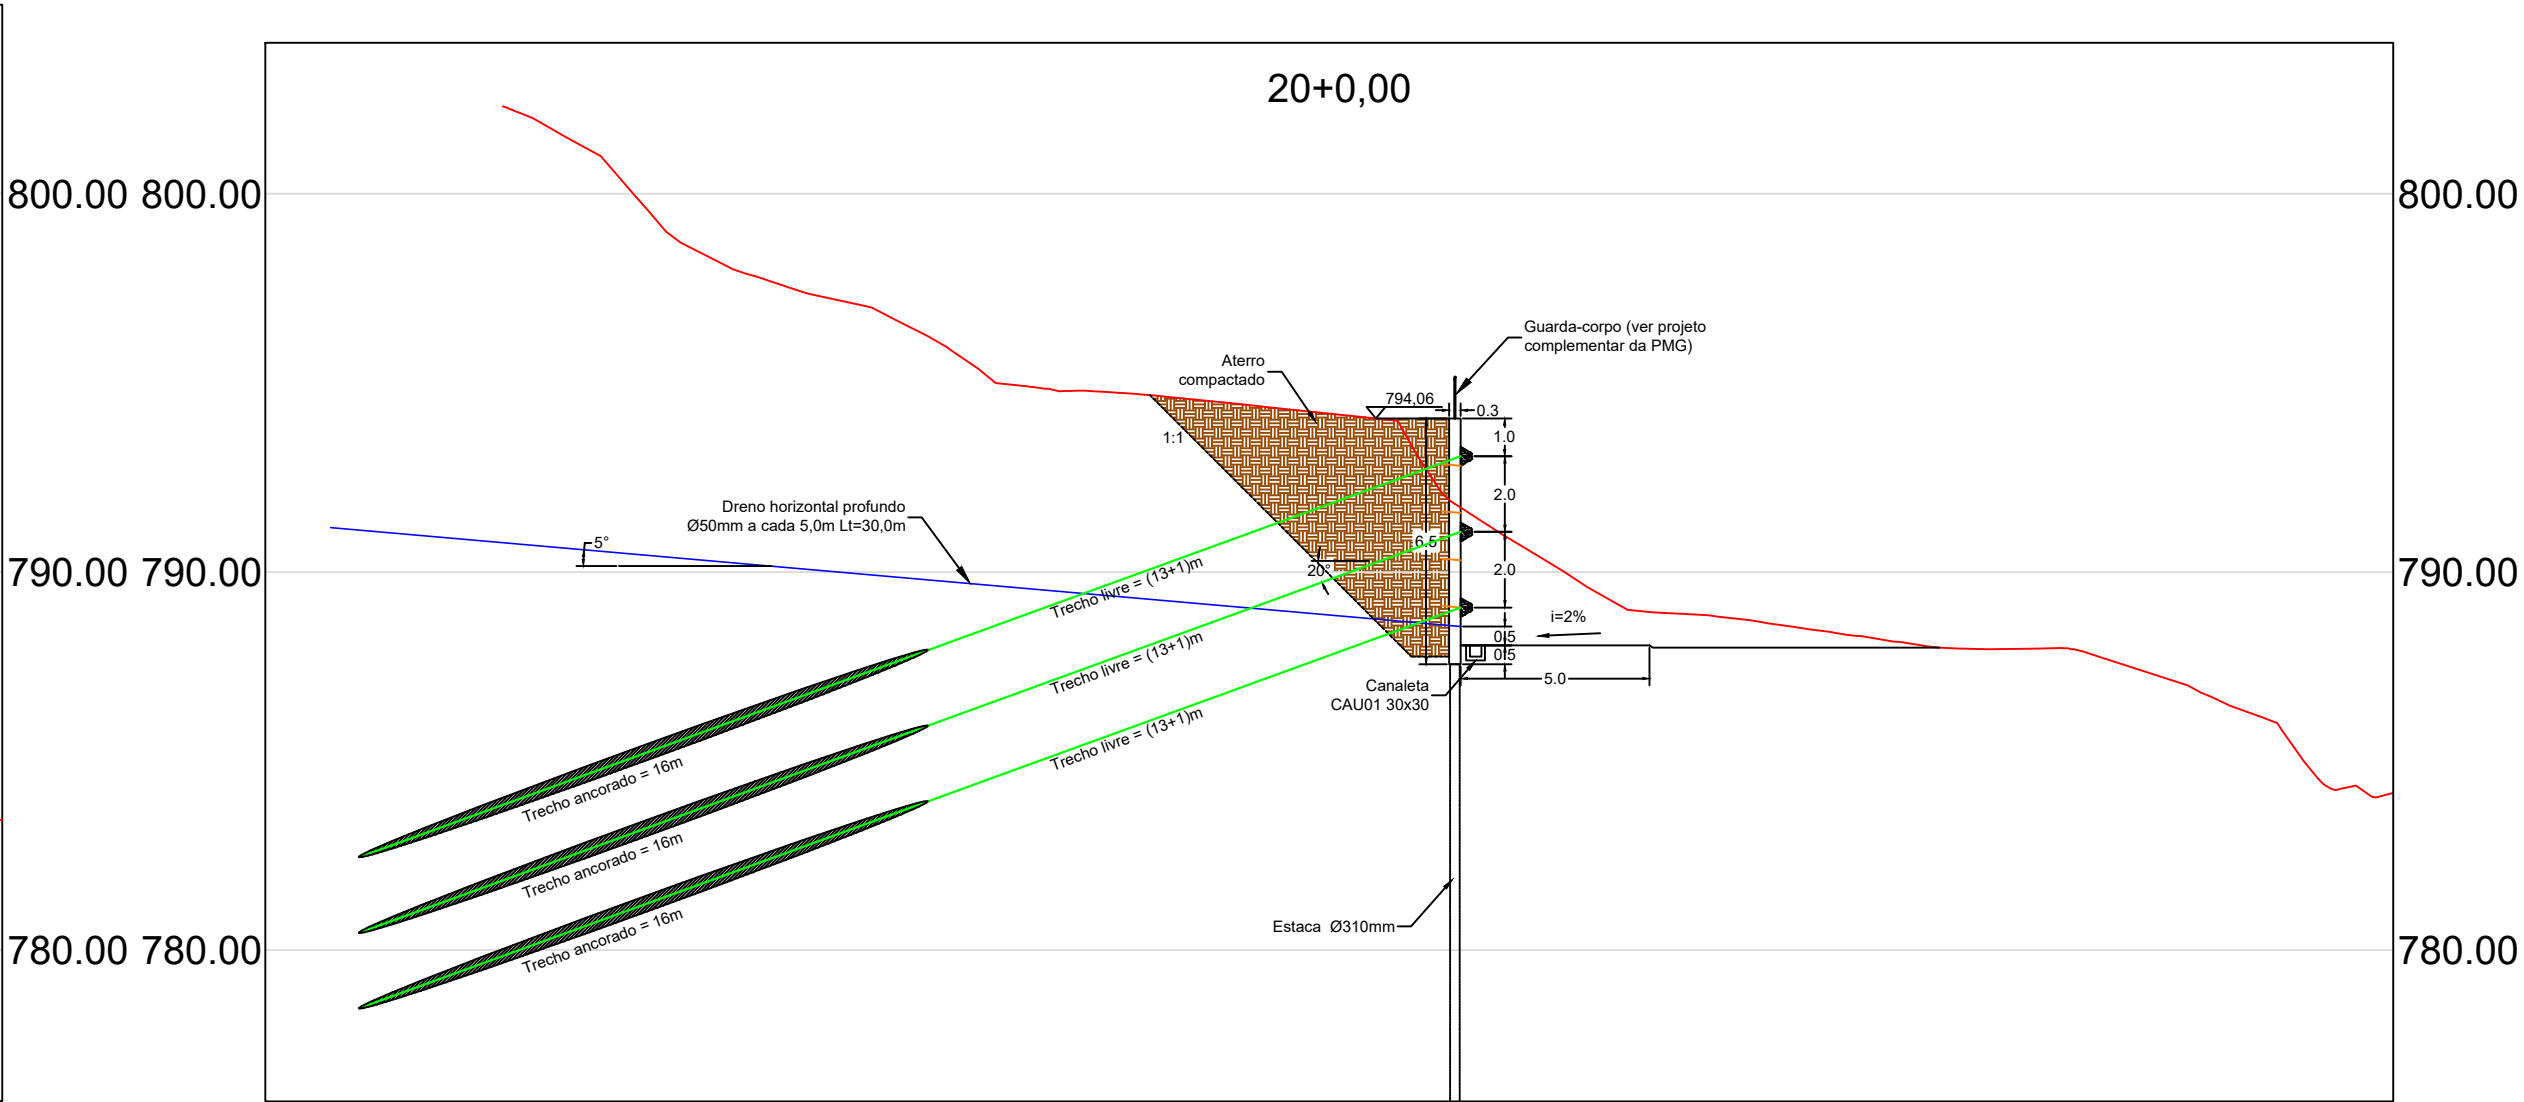 20+0,00
800.00 800.00
800.00
Guarda-corpo (ver projeto
complementar da PMG)
Aterro
compactado
794,06
0.3
1.0
1:1
2.0
Dreno horizontal profundo
Ø50mm a cada 5,0m Lt=30,0m
5°
6.5
790.00 790.00
20°
2.0
790.00
Trecho livre = (13+1)m
i=2%
0.5
0.5
Trecho livre = (13+1)m
5.0
Canaleta
CAU01 30x30
Trecho livre = (13+1)m
Trecho ancorado = 16m
Trecho ancorado = 16m
Trecho ancorado = 16m
Estaca Ø310mm
780.00 780.00
780.00